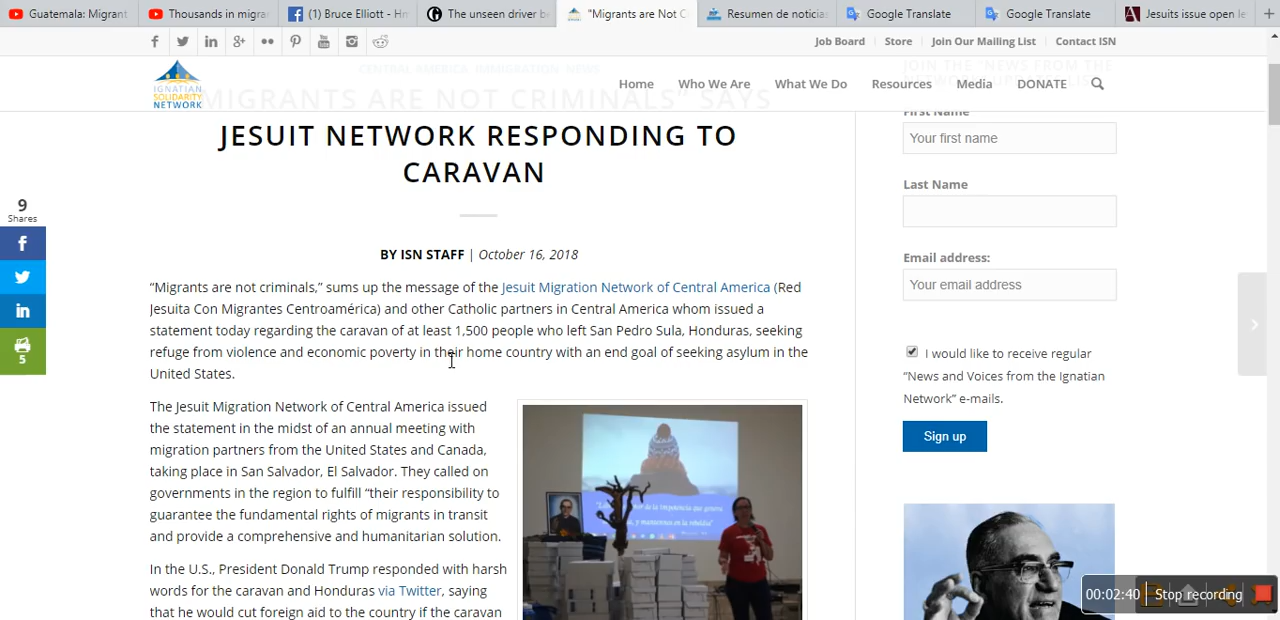 Guatemala: Migrant
Thousands in migra
(1) Bruce Elliott - Ho
The unseen driver be
"Migrants are Not C
Resumen de noticia
Google Translate
Google Translate
Jesuits issue open le
Job Board
Store
Join Our Mailing List
Contact ISN
IGNATIAN
SOLIDARITY
NETWORK
Home
Who We Are
What We Do
Resources
Media
DONATE
CENTRAL AMERICA, IMMIGRATION, NEWS
"MIGRANTS ARE NOT CRIMINALS" SAYS
JESUIT NETWORK RESPONDING TO
CARAVAN
BY ISN STAFF | October 16, 2018
9
Shares
5
“Migrants are not criminals,” sums up the message of the Jesuit Migration Network of Central America (Red
Jesuita Con Migrantes Centroamérica) and other Catholic partners in Central America whom issued a
statement today regarding the caravan of at least 1,500 people who left San Pedro Sula, Honduras, seeking
refuge from violence and economic poverty in their home country with an end goal of seeking asylum in the
United States.
The Jesuit Migration Network of Central America issued
the statement in the midst of an annual meeting with
migration partners from the United States and Canada,
taking place in San Salvador, El Salvador. They called on
governments in the region to fulfill “their responsibility to
guarantee the fundamental rights of migrants in transit
and provide a comprehensive and humanitarian solution.
In the U.S., President Donald Trump responded with harsh
words for the caravan and Honduras via Twitter, saying
that he would cut foreign aid to the country if the caravan
JOIN THE "NEWS FROM THE
First Name
Your first name
Last Name
Email address:
Your email address
I would like to receive regular
“News and Voices from the Ignatian
Network” e-mails.
Sign up
00:02:40
Stop recording